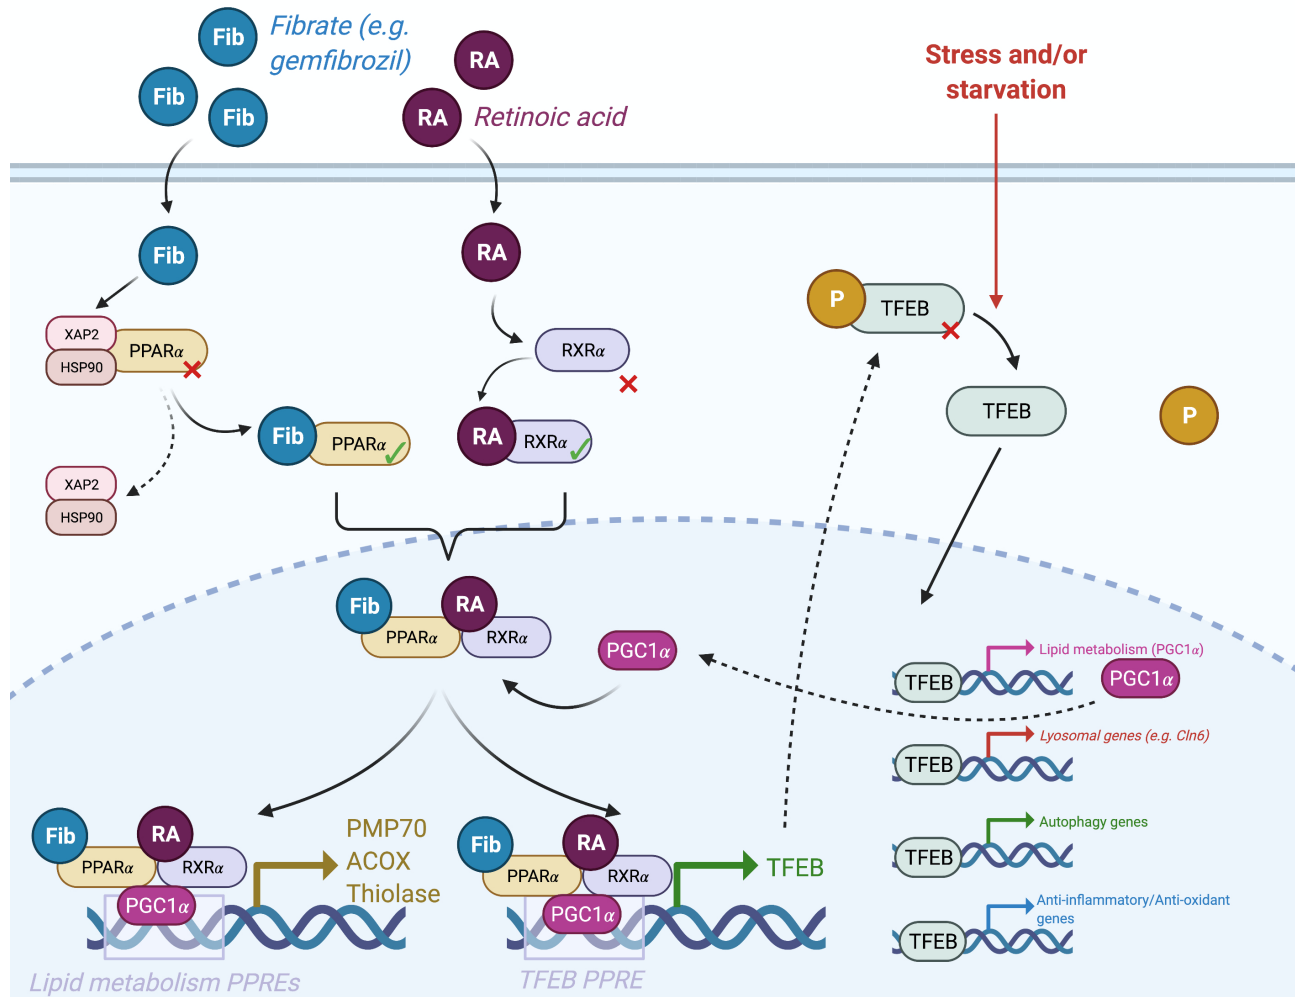 Fib
Fibrate (e.g.
gemfibrozil)
Fib
Fib
RA
RA
Retinoic acid
Stress and/or
starvation
Fib
RA
XAP2
HSP90
PPARα
RXRα
P
TFEB
TFEB
P
Fib
PPARα
RA
RXRα
XAP2
HSP90
Fib
RA
PPARα
RXRα
PGC1α
TFEB
Lipid metabolism (PGC1α)
PGC1α
TFEB
Lyosomal genes (e.g. Cln6)
TFEB
Autophagy genes
TFEB
Anti-inflammatory/Anti-oxidant
genes
Fib
RA
PPARα
RXRα
PGC1α
PMP70
ACOX
Thiolase
Lipid metabolism PPREs
Fib
RA
PPARα
RXRα
PGC1α
TFEB
TFEB PPRE